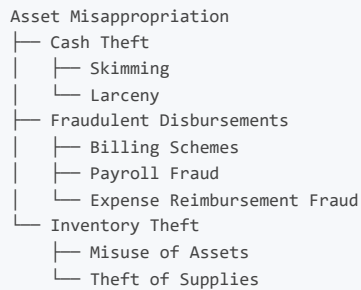 Asset Misappropriation
├── Cash Theft
│   ├── Skimming
│   └── Larceny
├── Fraudulent Disbursements
│   ├── Billing Schemes
│   ├── Payroll Fraud
│   └── Expense Reimbursement Fraud
└── Inventory Theft
    ├── Misuse of Assets
    └── Theft of Supplies